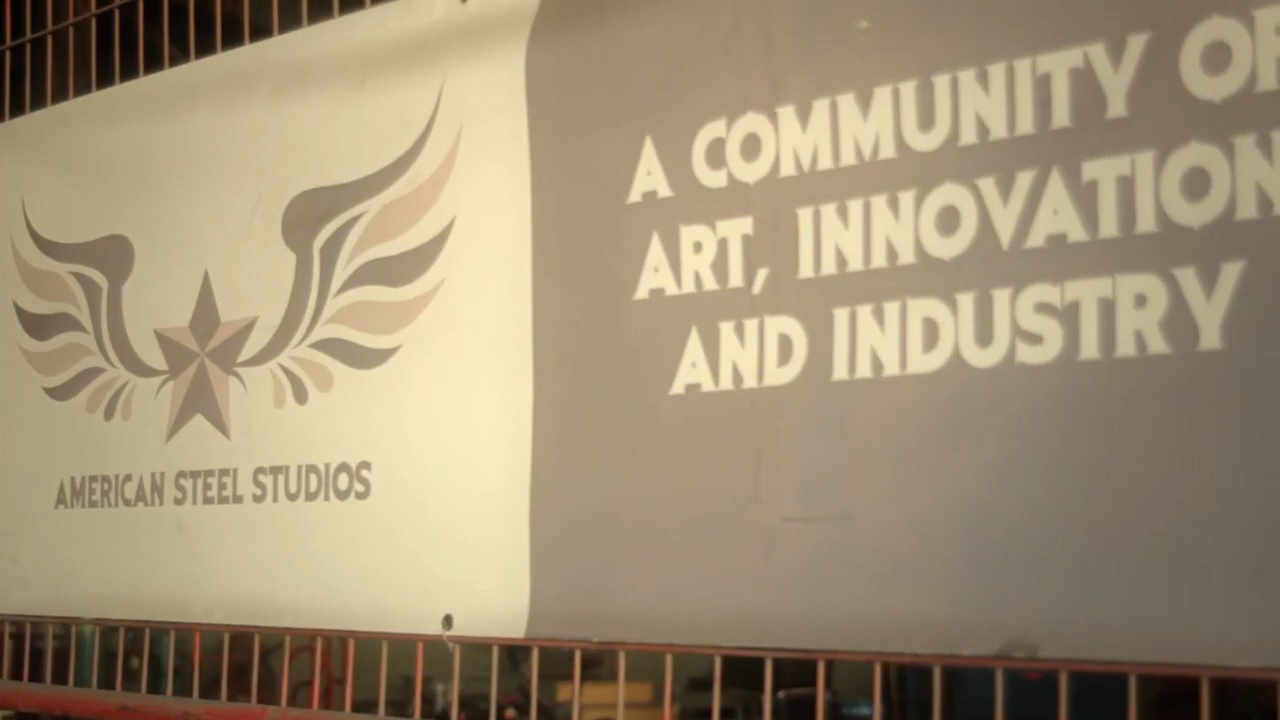 AMERICAN STEEL STUDIOS
A COMMUNITY OF
ART, INNOVATION
AND INDUSTRY